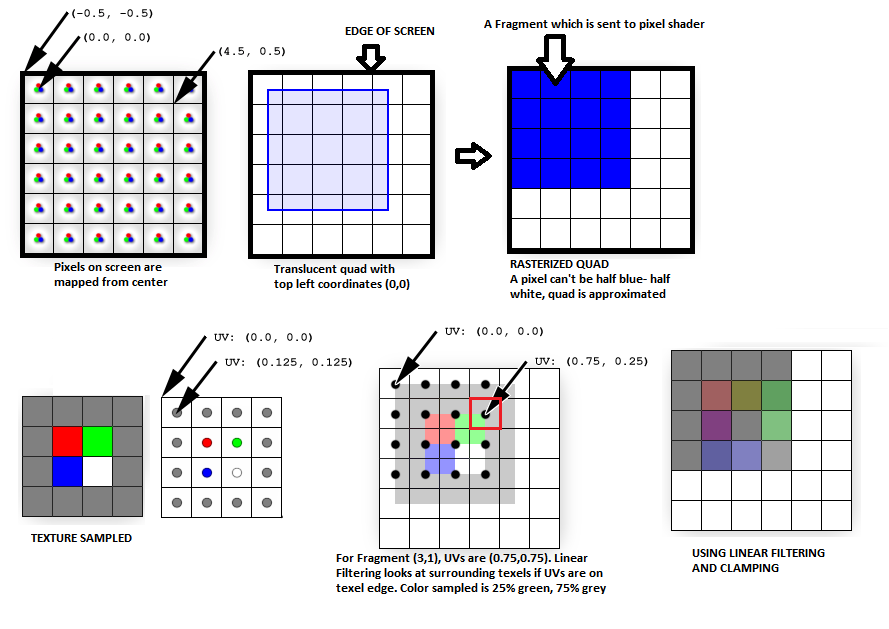 (-0.5, -0.5)
(0.0, 0.0)
(4.5, 0.5)
EDGE OF SCREEN
A Fragment which is sent to pixel shader
Pixels on screen are
mapped from center
Translucent quad with
top left coordinates (0,0)
RASTERIZED QUAD
A pixel can't be half blue- half
white, quad is approximated
UV: (0.0, 0.0)
UV: (0.125, 0.125)
UV: (0.0, 0.0)
UV: (0.75, 0.25)
TEXTURE SAMPLED
For Fragment (3,1), UVs are (0.75,0.75). Linear
Filtering looks at surrounding texels if UVs are on
texel edge. Color sampled is 25% green, 75% grey
USING LINEAR FILTERING
AND CLAMPING